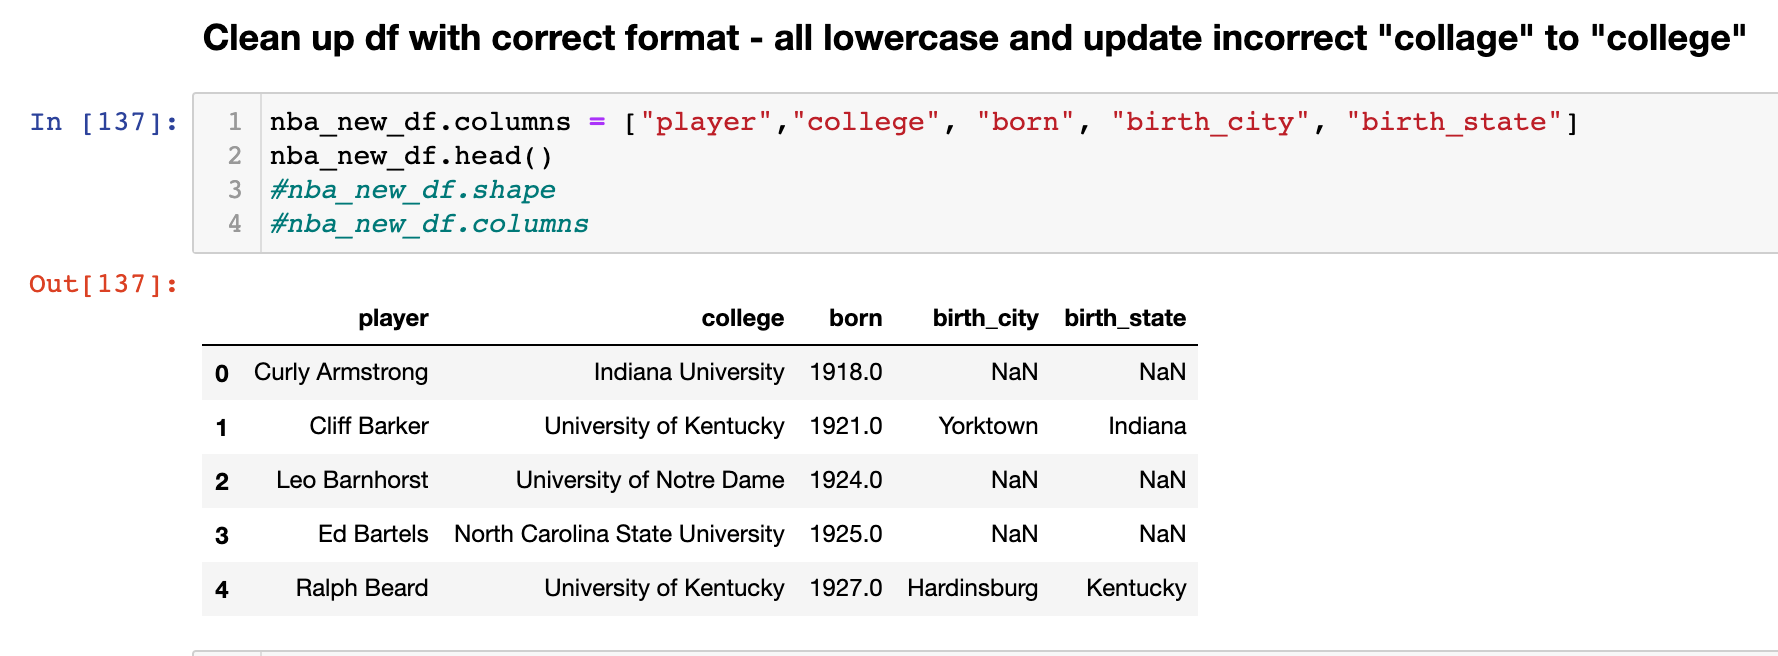 Clean up df with correct format - all lowercase and update incorrect "collage" to "college"
In [137]:
1 nba_new_df.columns = ["player","college", "born", "birth_city", "birth_state"]
2 nba_new_df.head()
3 #nba_new_df.shape
4 #nba_new_df.columns
Out[137]:
player college born birth_city birth_state
0 Curly Armstrong Indiana University 1918.0 NaN NaN
1 Cliff Barker University of Kentucky 1921.0 Yorktown Indiana
2 Leo Barnhorst University of Notre Dame 1924.0 NaN NaN
3 Ed Bartels North Carolina State University 1925.0 NaN NaN
4 Ralph Beard University of Kentucky 1927.0 Hardinsburg Kentucky